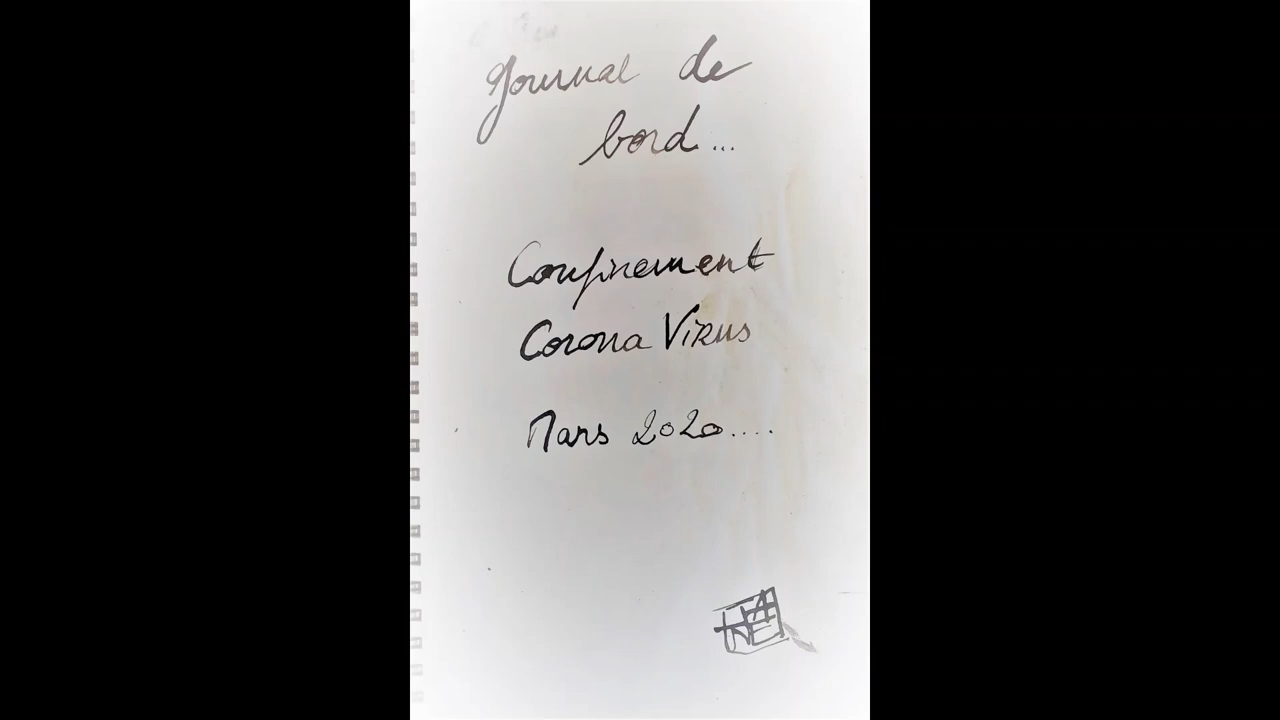 Journal de
bord...
Confinement
Corona Virus
Mars 2020....